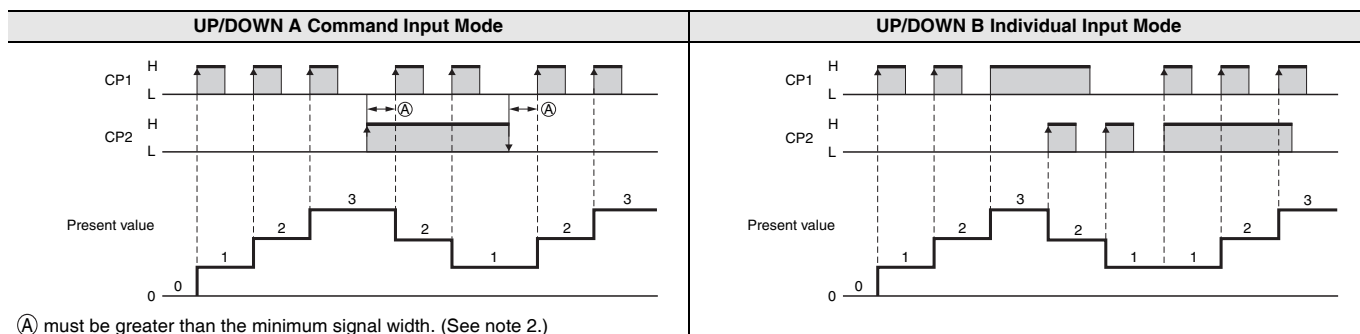 UP/DOWN A Command Input Mode
CP1 H
L
Ⓐ Ⓐ
CP2 H
L
Present value
0 1 2 3 2 1 2 3
0
Ⓐ must be greater than the minimum signal width. (See note 2.)
UP/DOWN B Individual Input Mode
CP1 H
L
CP2 H
L
Present value
0 1 2 3 2 1 1 2 3
0